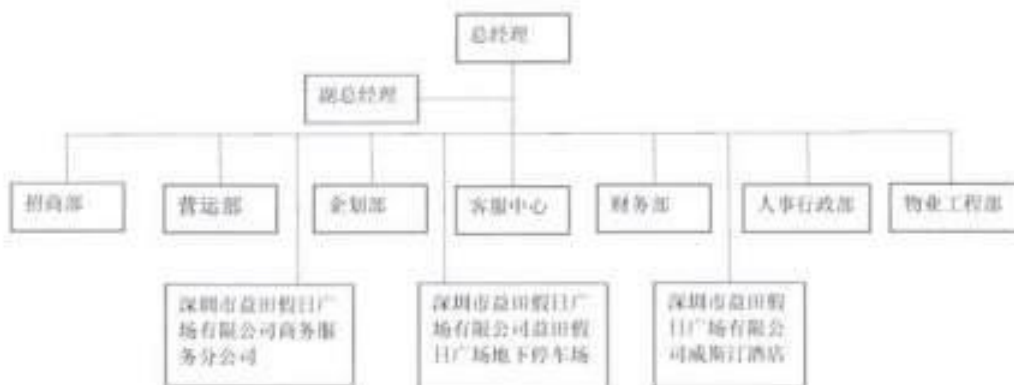 总经理
副总经理
招商部
营运部
企划部
客服中心
财务部
人事行政部
物业工程部
深圳市益田假日广
场有限公司商务服
务分公司
深圳市益田假日广
场有限公司益田假
日广场地下停车场
深圳市益田假
日广场有限公
司威斯汀酒店